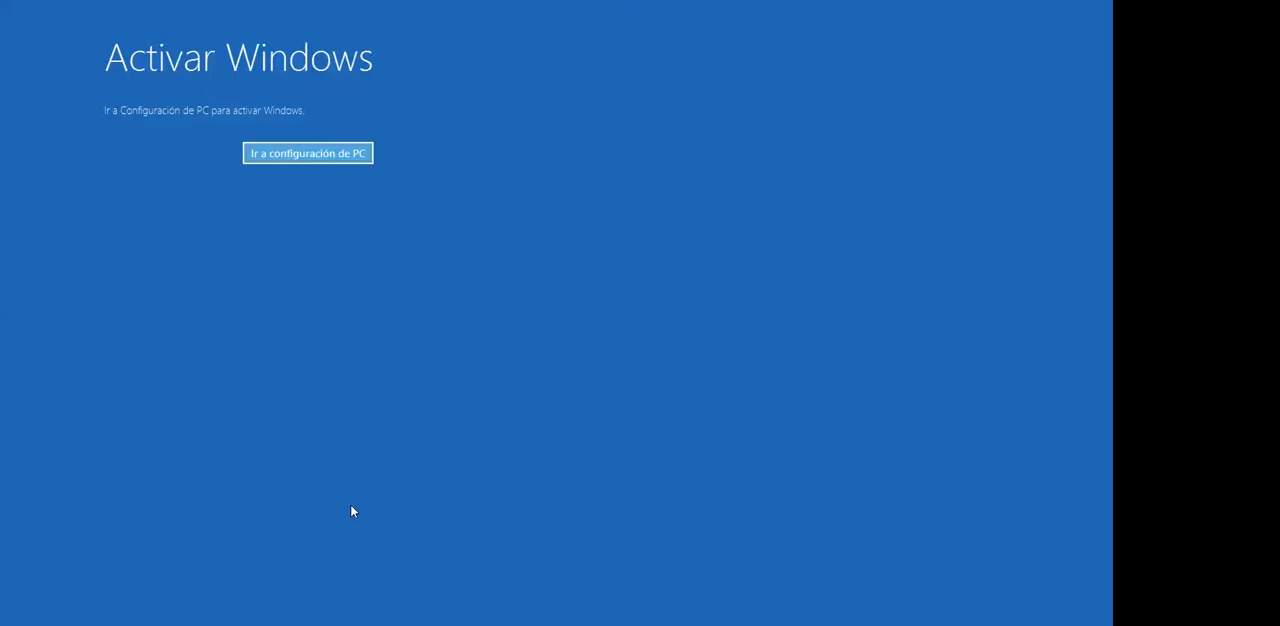 Activar Windows
Ir a Configuración de PC para activar Windows.
Ir a configuración de PC